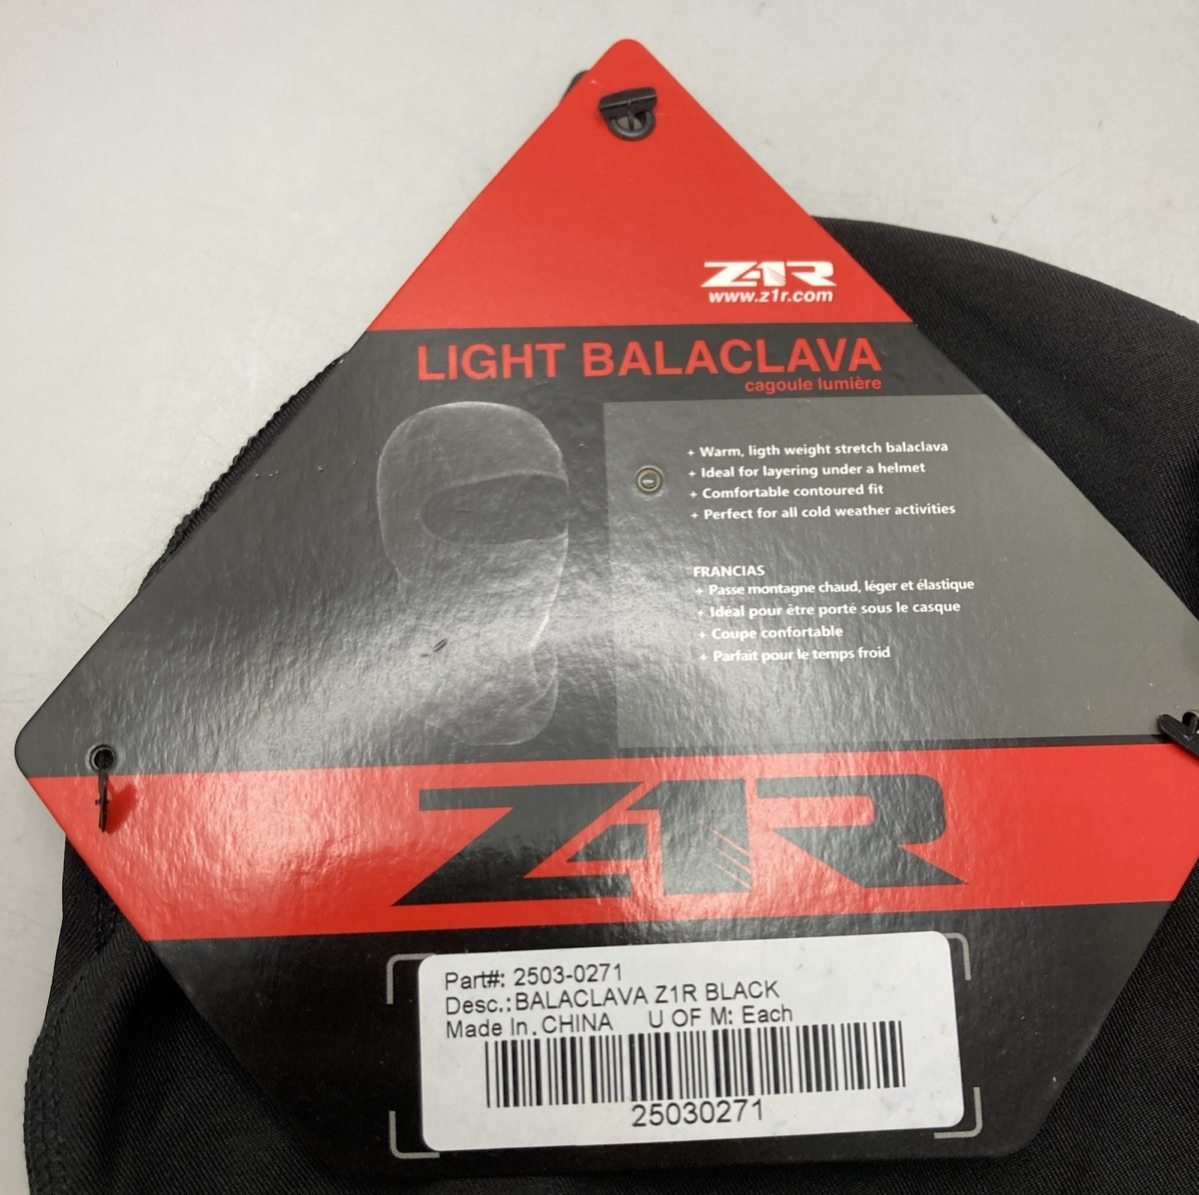 Z1R
www.z1r.com
LIGHT BALACLAVA
cagoule lumière
+ Warm, ligth weight stretch balaclava
+ Ideal for layering under a helmet
+ Comfortable contoured fit
+ Perfect for all cold weather activities
FRANCIAS
+ Passe montagne chaud, léger et élastique
+ Idéal pour être porté sous le casque
+ Coupe confortable
+ Parfait pour le temps froid
Z1R
Part#: 2503-0271
Desc.: BALACLAVA Z1R BLACK
Made In. CHINA U OF M: Each
25030271